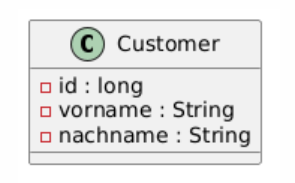 C Customer
id : long
vorname : String
nachname : String